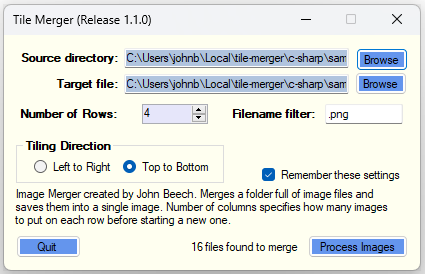 Tile Merger (Release 1.1.0)
Source directory: C:\Users\johnb\Local\tile-merger\c-sharp\sam Browse
Target file: C:\Users\johnb\Local\tile-merger\c-sharp\sam Browse
Number of Rows: 4 Filename filter: .png
Tiling Direction
Left to Right Top to Bottom
Remember these settings
Image Merger created by John Beech. Merges a folder full of image files and
saves them into a single image. Number of columns specifies how many images
to put on each row before starting a new one.
Quit 16 files found to merge Process Images